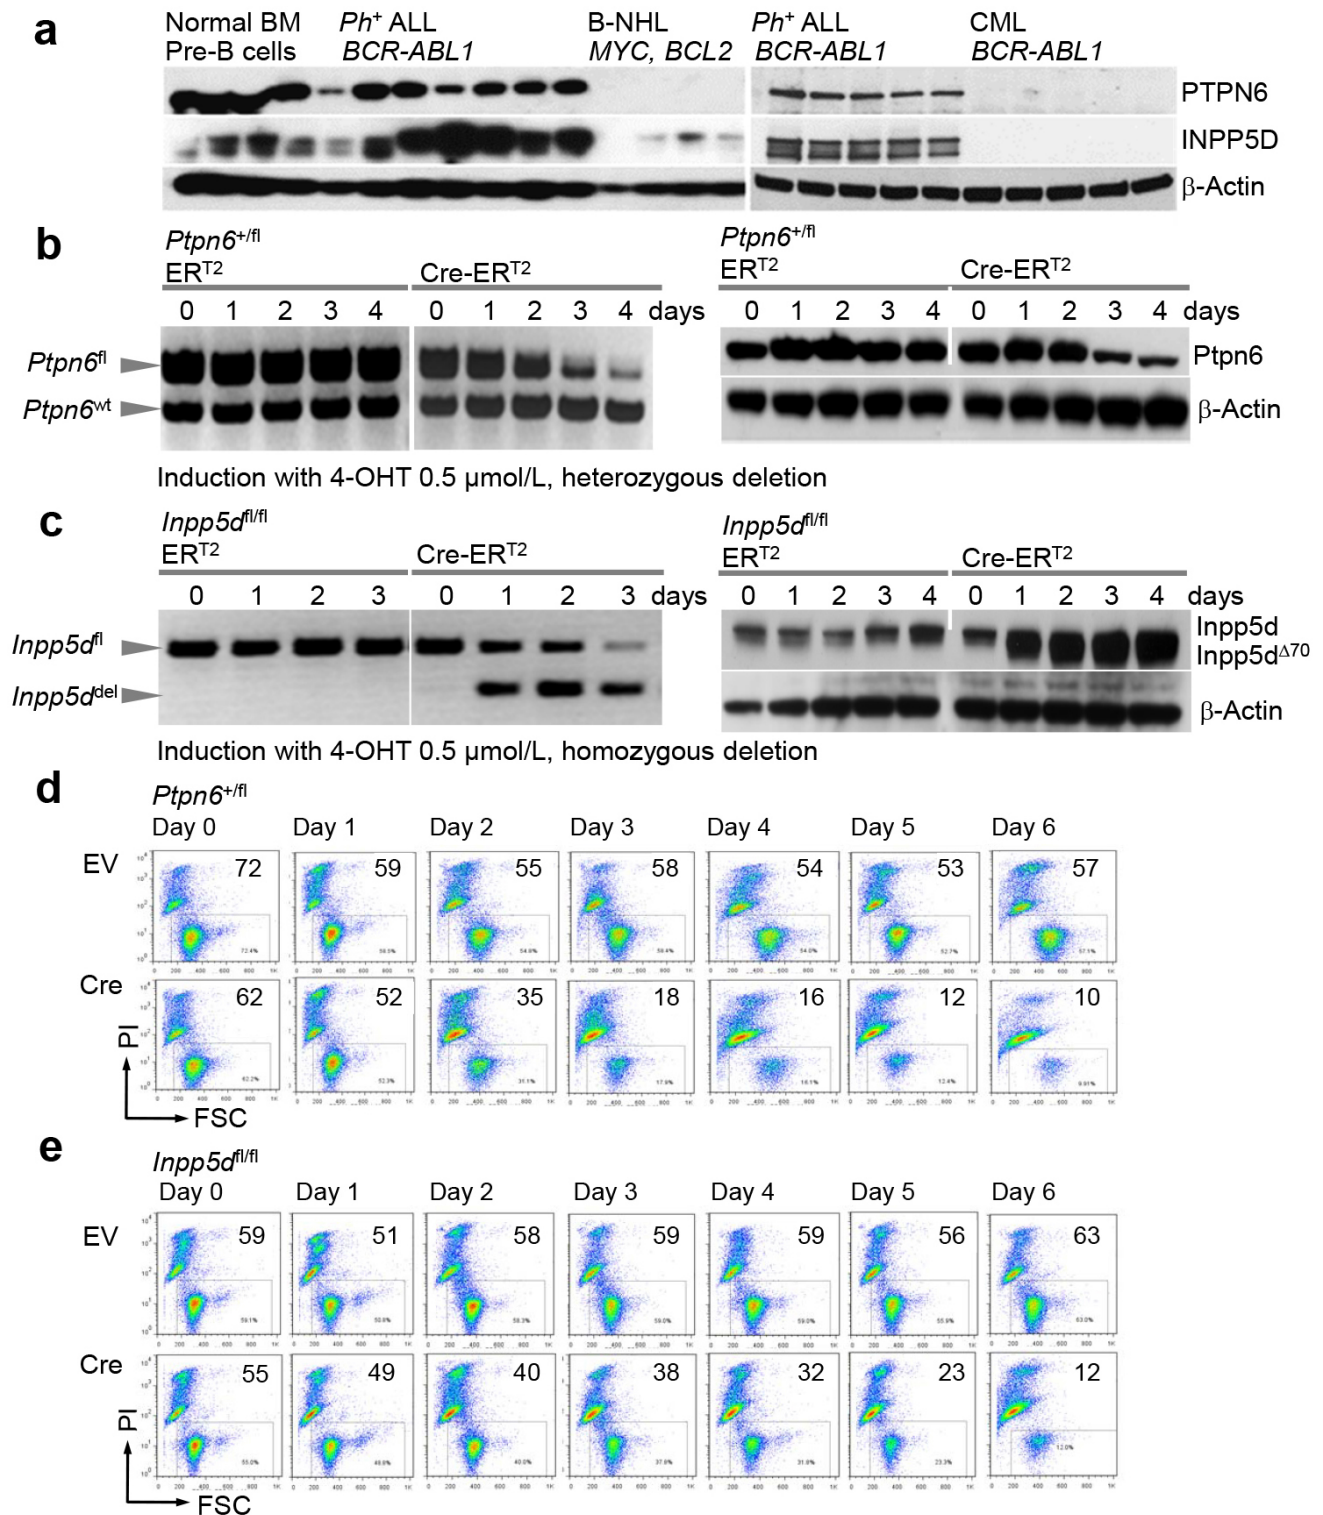 a
Normal BM Ph+ ALL B-NHL Ph+ ALL CML
Pre-B cells BCR-ABL1 MYC, BCL2 BCR-ABL1 BCR-ABL1
PTPN6
INPP5D
β-Actin
b
Ptpn6+/fl Ptpn6+/fl
ERT2 Cre-ERT2 ERT2 Cre-ERT2
0 1 2 3 4 0 1 2 3 4 days 0 1 2 3 4 0 1 2 3 4 days
Ptpn6fl Ptpn6
Ptpn6wt β-Actin
Induction with 4-OHT 0.5 µmol/L, heterozygous deletion
c
Inpp5dfl/fl Inpp5dfl/fl
ERT2 Cre-ERT2 ERT2 Cre-ERT2
0 1 2 3 0 1 2 3 days 0 1 2 3 4 0 1 2 3 4 days
Inpp5dfl Inpp5d
Inpp5dΔ70
Inpp5ddel β-Actin
Induction with 4-OHT 0.5 µmol/L, homozygous deletion
d
Ptpn6+/fl
Day 0 Day 1 Day 2 Day 3 Day 4 Day 5 Day 6
EV 72 59 55 58 54 53 57
Cre 62 52 35 18 16 12 10
PI
FSC
e
Inpp5dfl/fl
Day 0 Day 1 Day 2 Day 3 Day 4 Day 5 Day 6
EV 59 51 58 59 59 56 63
Cre 55 49 40 38 32 23 12
PI
FSC